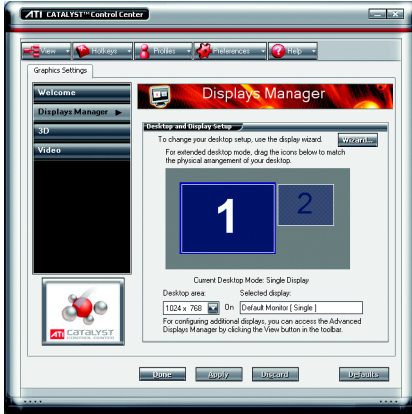 ATI CATALYST™ Control Center
View Hotkeys Profiles Preferences Help
Graphics Settings
Welcome
Displays Manager
3D
Video
Displays Manager
Desktop and Display Setup
To change your desktop setup, use the display wizard.
Wizard...
For extended desktop mode, drag the icons below to match
the physical arrangement of your desktop.
1
2
Current Desktop Mode: Single Display
Desktop area:
Selected display:
1024 x 768
On
Default Monitor [ Single ]
For configuring additional displays, you can access the Advanced
Displays Manager by clicking the View button in the toolbar.
ATI CATALYST
CONTROL CENTER
Done Apply Discard Defaults